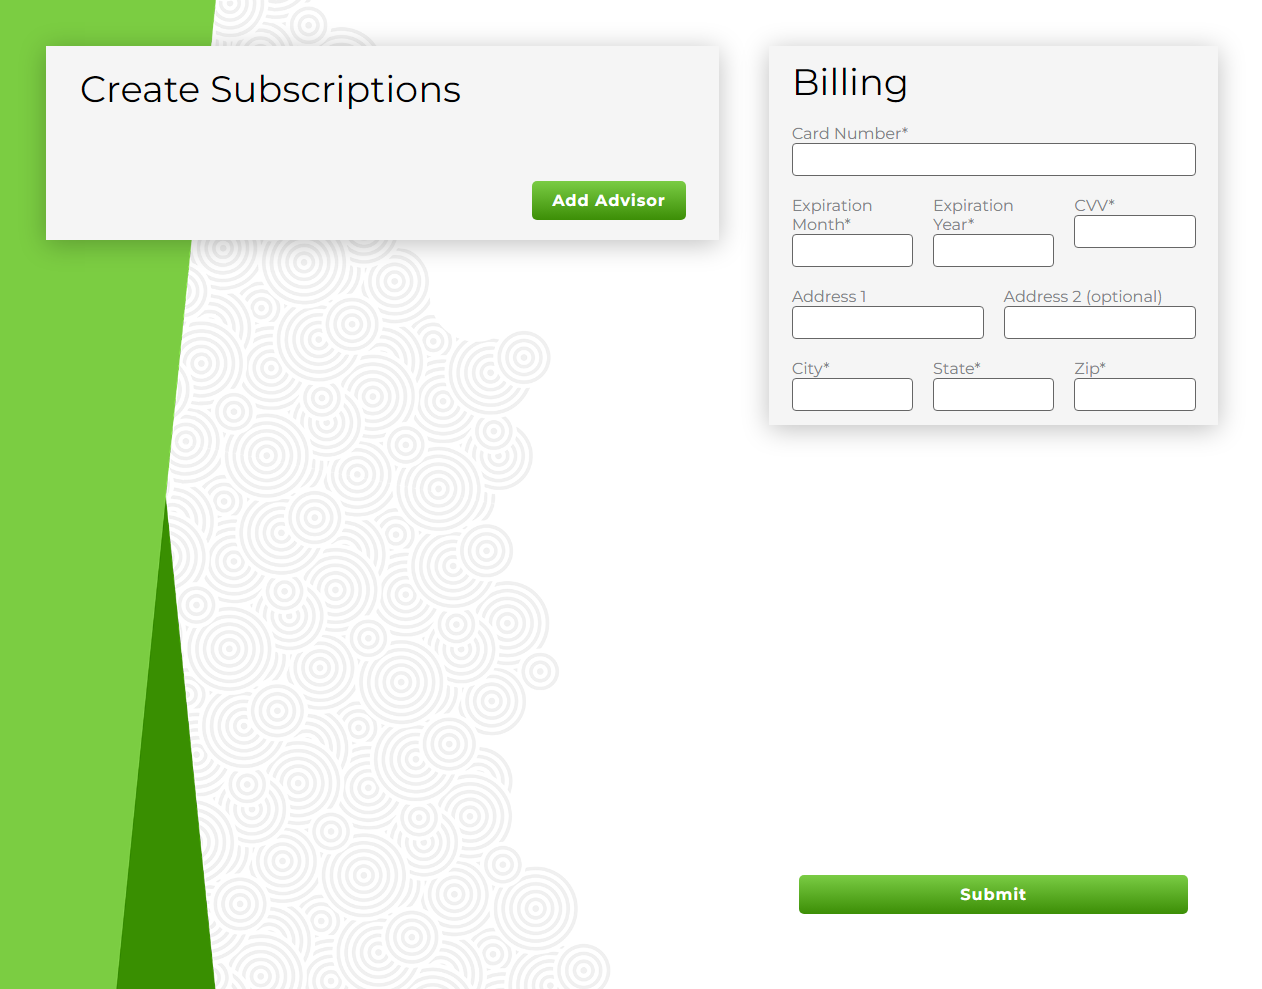 Create Subscriptions
Add Advisor
Billing
Card Number*
Expiration Month*
Expiration Year*
CVV*
Address 1
Address 2 (optional)
City*
State*
Zip*
Submit